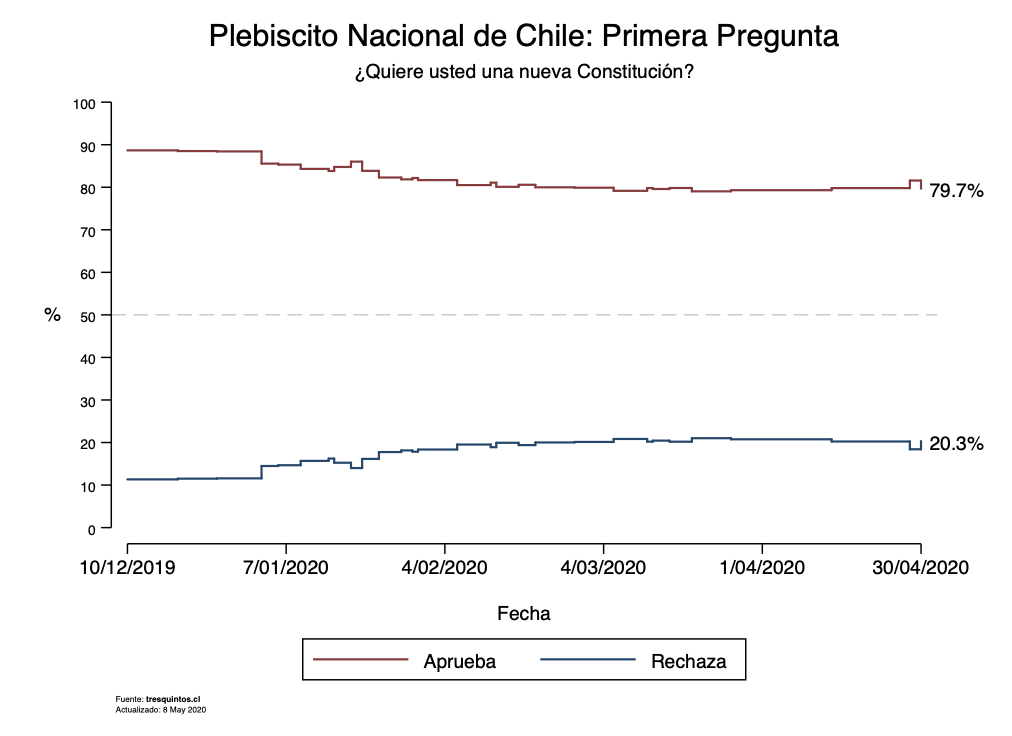 Plebiscito Nacional de Chile: Primera Pregunta
¿Quiere usted una nueva Constitución?
100
90
80
79.7%
70
60
%
50
40
30
20
20.3%
10
0
10/12/2019 7/01/2020 4/02/2020 4/03/2020 1/04/2020 30/04/2020
Fecha
Aprueba Rechaza
Fuente: tresquintos.cl
Actualizado: 8 May 2020